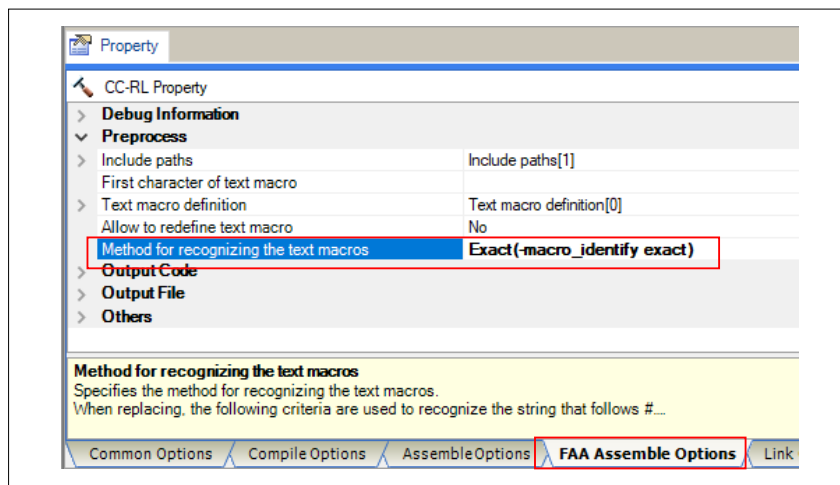 Property
CC-RL Property
Debug Information
Preprocess
Include paths Include paths[1]
First character of text macro
Text macro definition Text macro definition[0]
Allow to redefine text macro No
Method for recognizing the text macros Exact(-macro_identify exact)
Output Code
Output File
Others
Method for recognizing the text macros
Specifies the method for recognizing the text macros.
When replacing, the following criteria are used to recognize the string that follows #....
Common Options Compile Options Assemble Options FAA Assemble Options Link